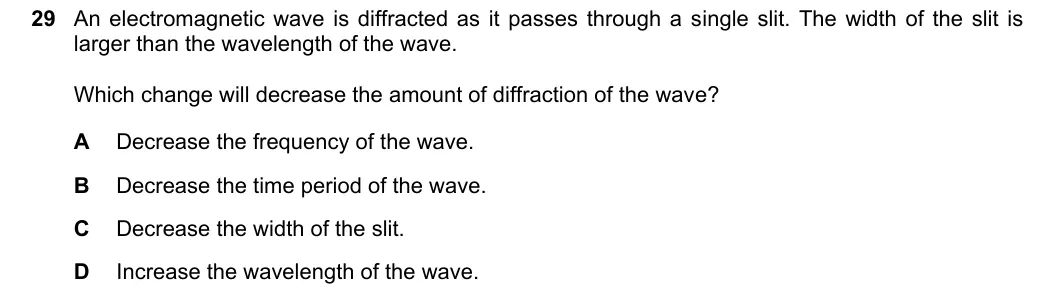 29 An electromagnetic wave is diffracted as it passes through a single slit. The width of the slit is
larger than the wavelength of the wave.
Which change will decrease the amount of diffraction of the wave?
A Decrease the frequency of the wave.
B Decrease the time period of the wave.
C Decrease the width of the slit.
D Increase the wavelength of the wave.